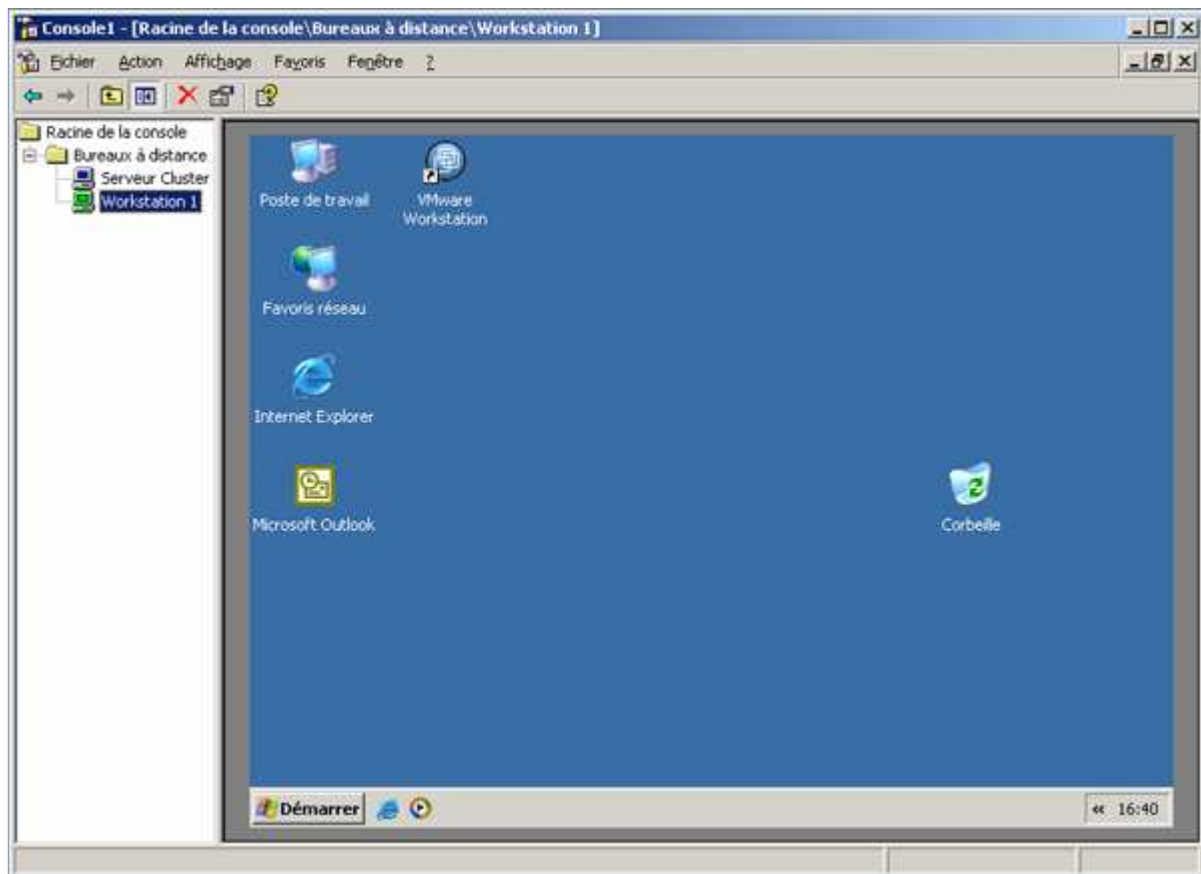 Console1 - [Racine de la console\Bureaux à distance\Workstation 1]
Fichier Action Affichage Favoris Fenêtre ?
Racine de la console
Bureaux à distance
Serveur Cluster
Workstation 1
Poste de travail
VMware
Workstation
Favoris réseau
Internet Explorer
Microsoft Outlook
Corbeille
Démarrer
« 16:40